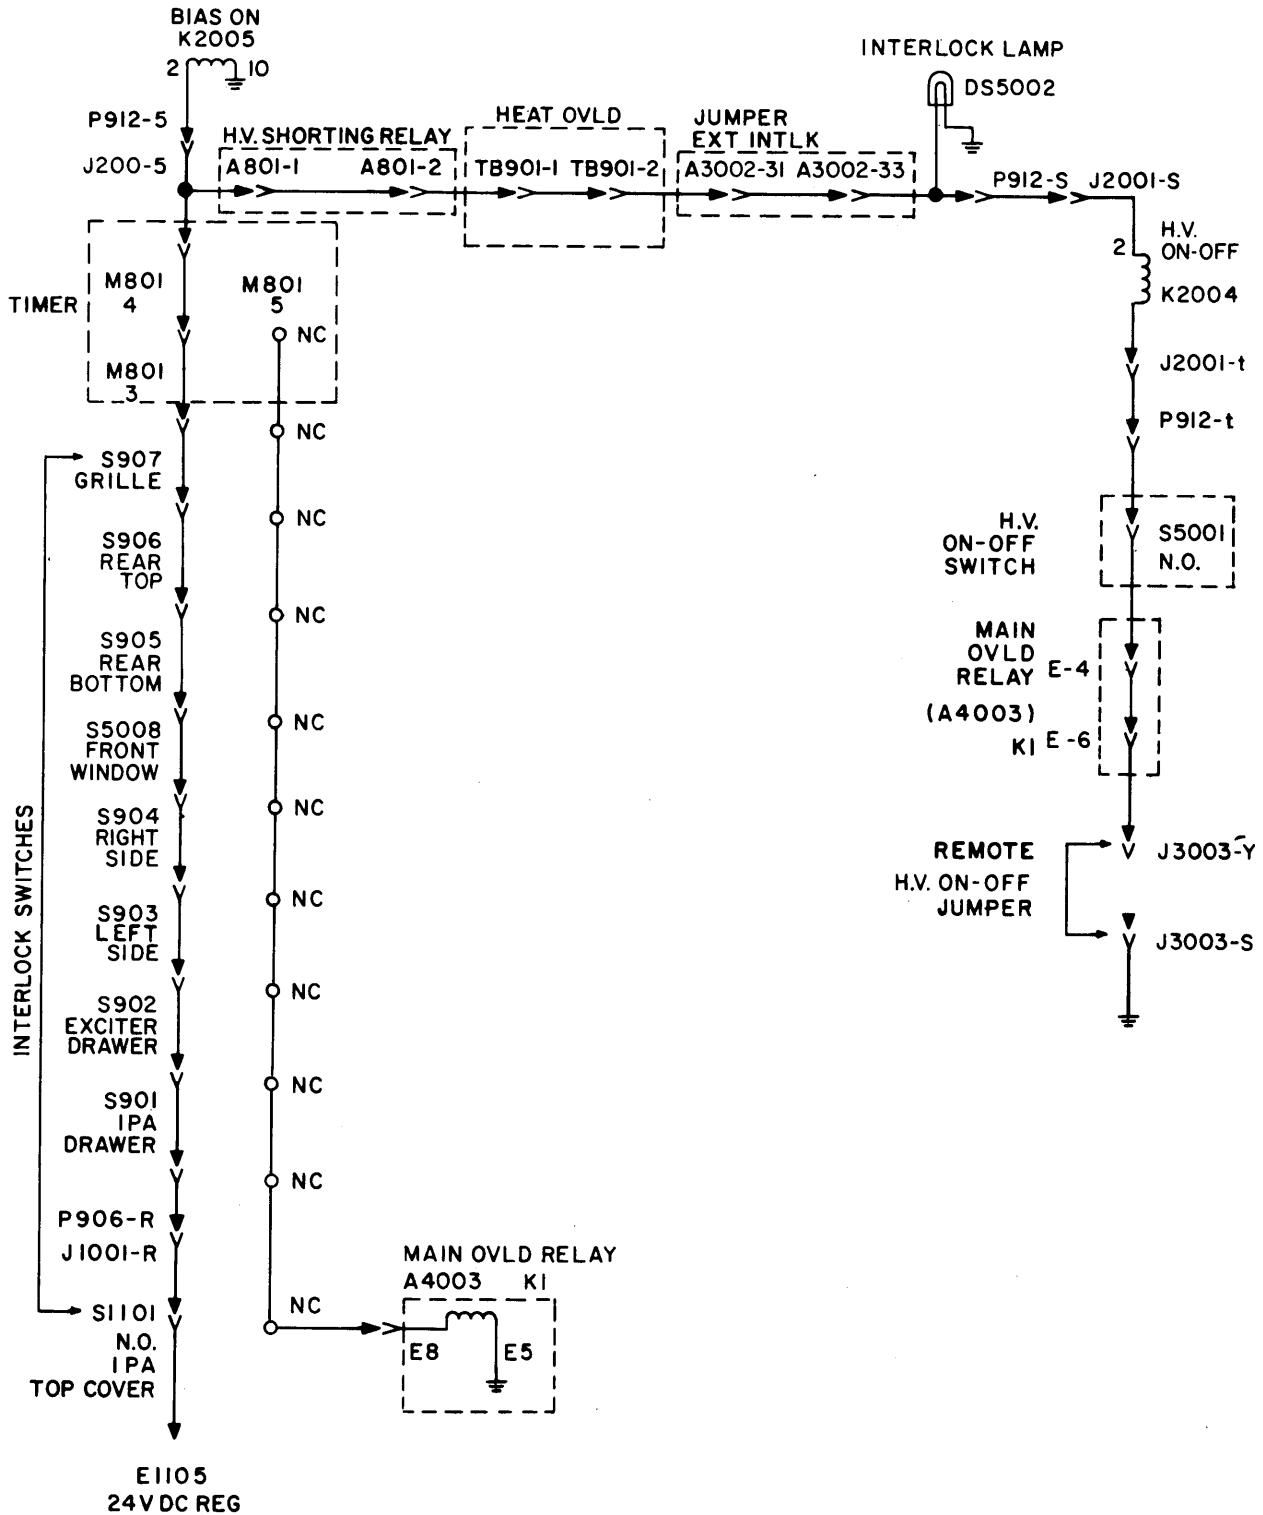 BIAS ON
K2005
2 10
P912-5
J200-5
H.V. SHORTING RELAY
A801-1 A801-2
HEAT OVLD
TB901-1 TB901-2
JUMPER
EXT INTLK
A3002-31 A3002-33
INTERLOCK LAMP
DS5002
P912-S J2001-S
2
H.V.
ON-OFF
K2004
J2001-t
P912-t
H.V.
ON-OFF
SWITCH
S5001
N.O.
MAIN
OVLD
RELAY
(A4003)
K1
E-4
E-6
REMOTE
H.V. ON-OFF
JUMPER
J3003-Y
J3003-S
TIMER
M801
4
M801
3
M801
5
NC
NC
NC
NC
NC
NC
NC
NC
NC
NC
NC
INTERLOCK SWITCHES
S907
GRILLE
S906
REAR
TOP
S905
REAR
BOTTOM
S5008
FRONT
WINDOW
S904
RIGHT
SIDE
S903
LEFT
SIDE
S902
EXCITER
DRAWER
S901
IPA
DRAWER
P906-R
J1001-R
S1101
N.O.
IPA
TOP COVER
MAIN OVLD RELAY
A4003 K1
E8 E5
E1105
24V DC REG